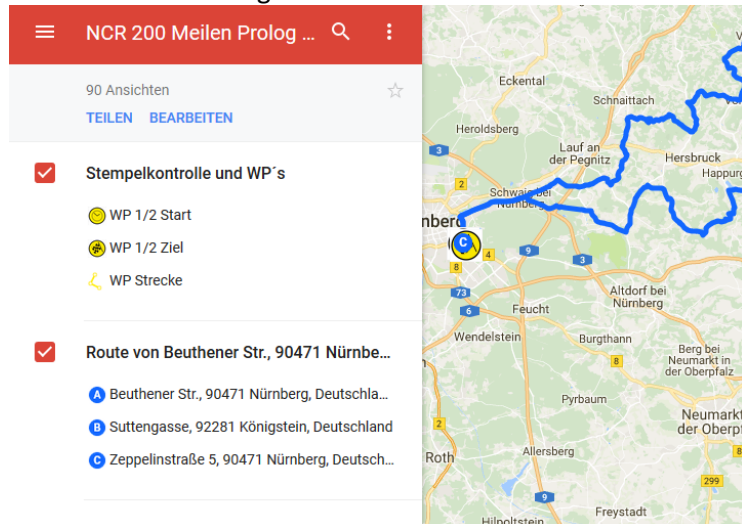 NCR 200 Meilen Prolog ...
90 Ansichten
TEILEN BEARBEITEN
Stempelkontrolle und WP´s
WP 1/2 Start
WP 1/2 Ziel
WP Strecke
Route von Beuthener Str., 90471 Nürnbe...
A Beuthener Str., 90471 Nürnberg, Deutschla...
B Suttengasse, 92281 Königstein, Deutschland
C Zeppelinstraße 5, 90471 Nürnberg, Deutsch...
Eckental
Schnaittach
Heroldsberg
3
Lauf an
der Pegnitz
Hersbruck
Happurg
2
Schwaig bei
Nürnberg
nberg
C
4
9
3
8
73
6
Feucht
Altdorf bei
Nürnberg
Wendelstein
Burgthann
8
Berg bei
Neumarkt in
der Oberpfalz
Pyrbaum
Neumarkt
der Oberpf
2
Roth
Allersberg
8
299
9
Freystadt
Hilpoltstein